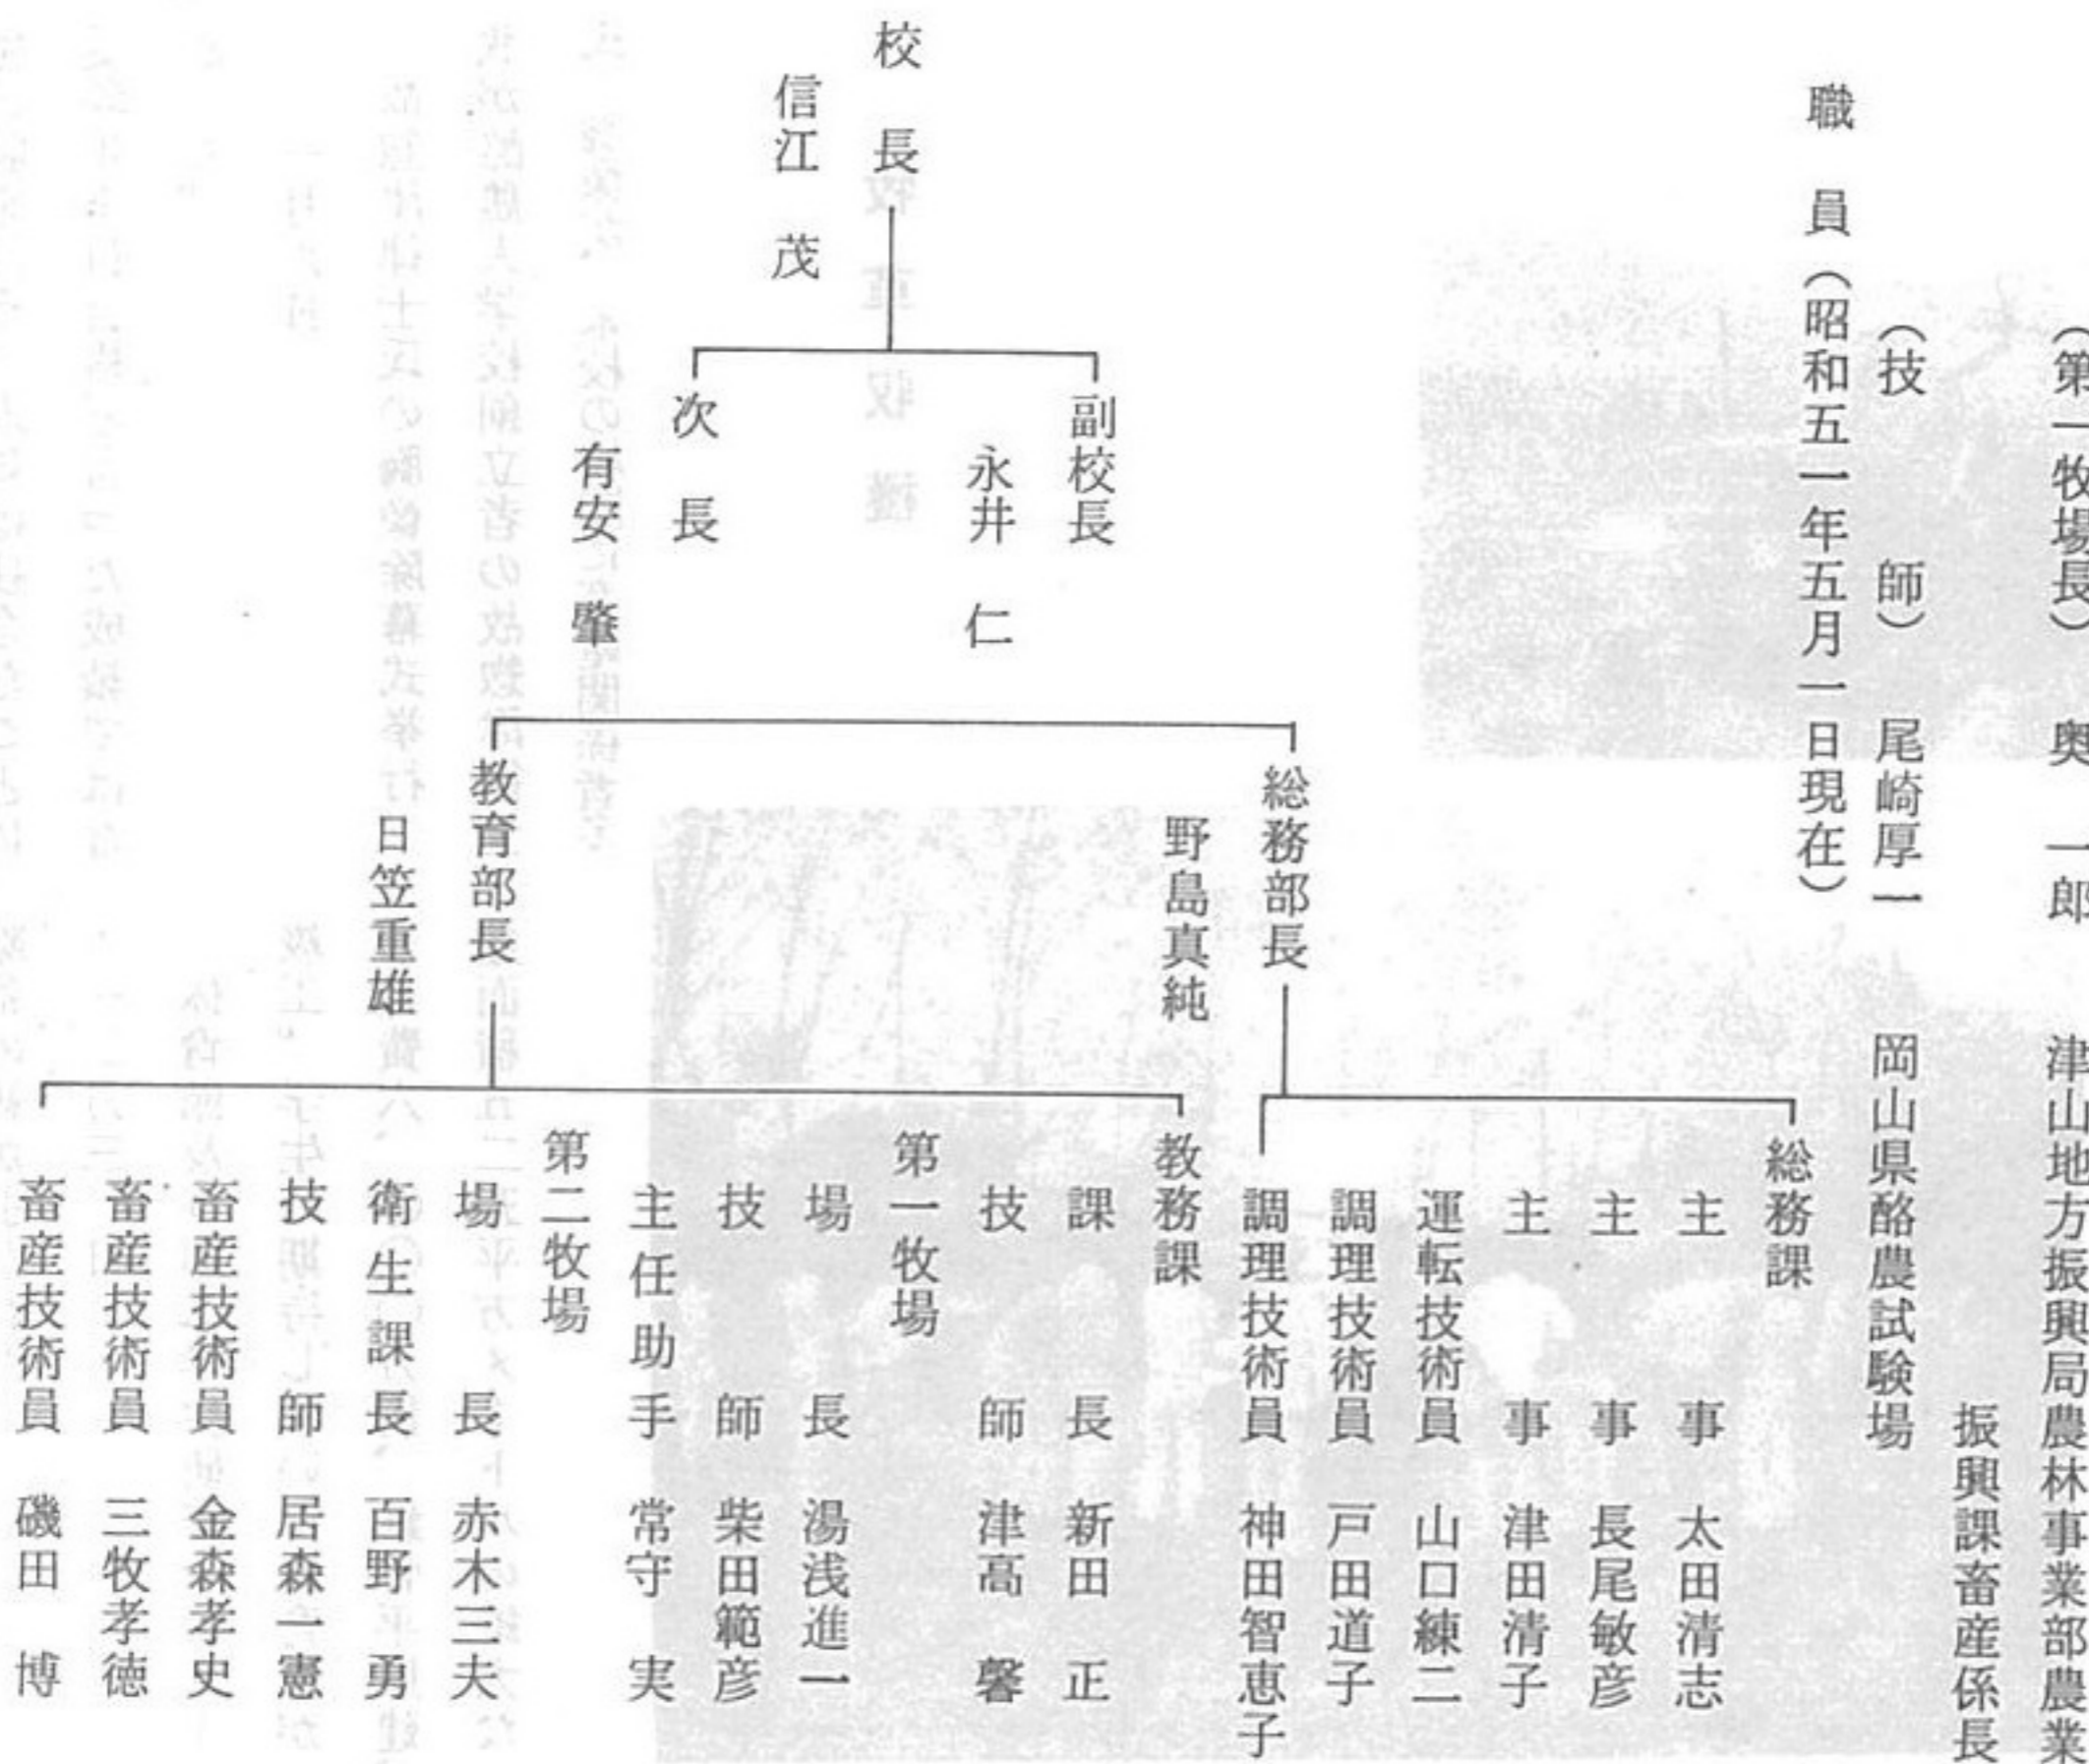 (第一牧場長) 奥 一郎 津山地方振興局農林事業部農業
振興課畜産係長
(技 師) 尾崎厚一 岡山県酪農試験場
職 員 (昭和五一年五月一日現在)
校 長
信江 茂
副校長
永井 仁
次 長
有安 肇
総務部長
野島真純
総務課
主 事 太田清志
主 事 長尾敏彦
主 事 津田清子
運転技術員 山口練二
調理技術員 戸田道子
調理技術員 神田智恵子
教育部長
日笠重雄
教務課
課 長 新田 正
技 師 津高 馨
第一牧場
場 長 湯浅進一
技 師 柴田範彦
主任助手 常守 実
第二牧場
場 長 赤木三夫
衛生課長 百野 勇
技 師 居森一憲
畜産技術員 金森孝史
畜産技術員 三牧孝徳
畜産技術員 磯田 博